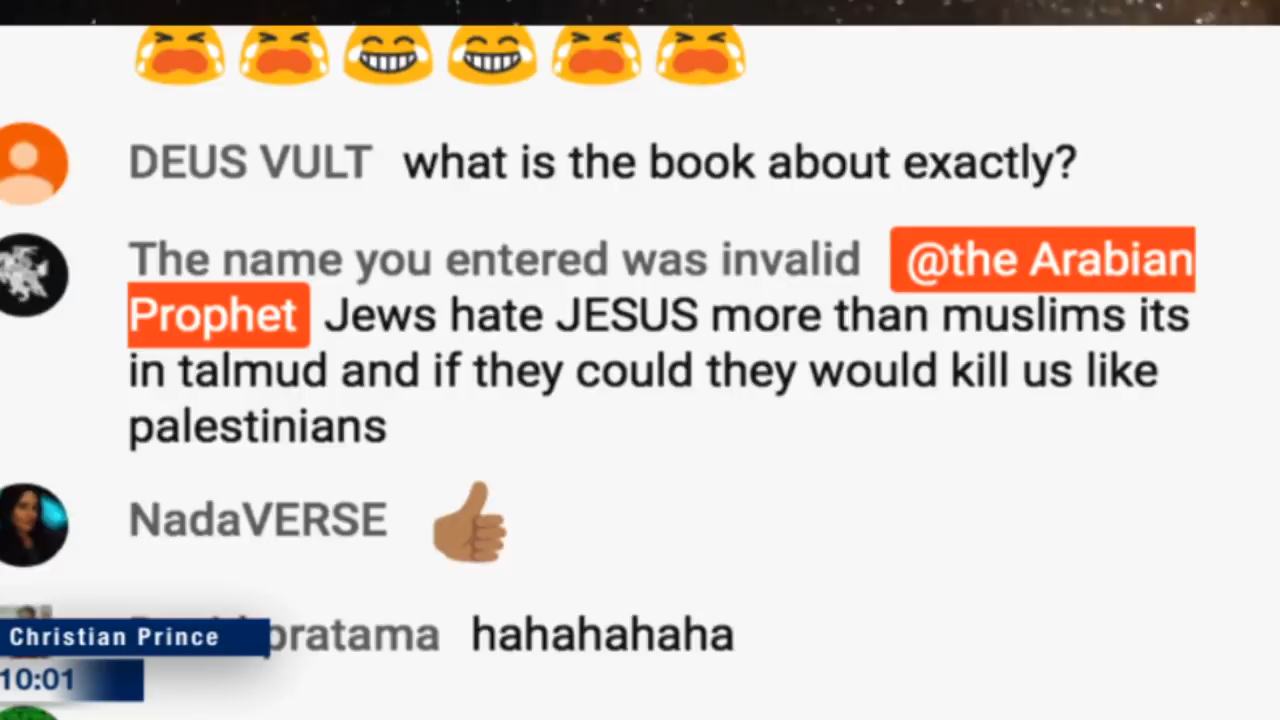 DEUS VULT what is the book about exactly?
The name you entered was invalid @the Arabian
Prophet Jews hate JESUS more than muslims its
in talmud and if they could they would kill us like
palestinians
NadaVERSE
pratama hahahahaha
Christian Prince
10:01